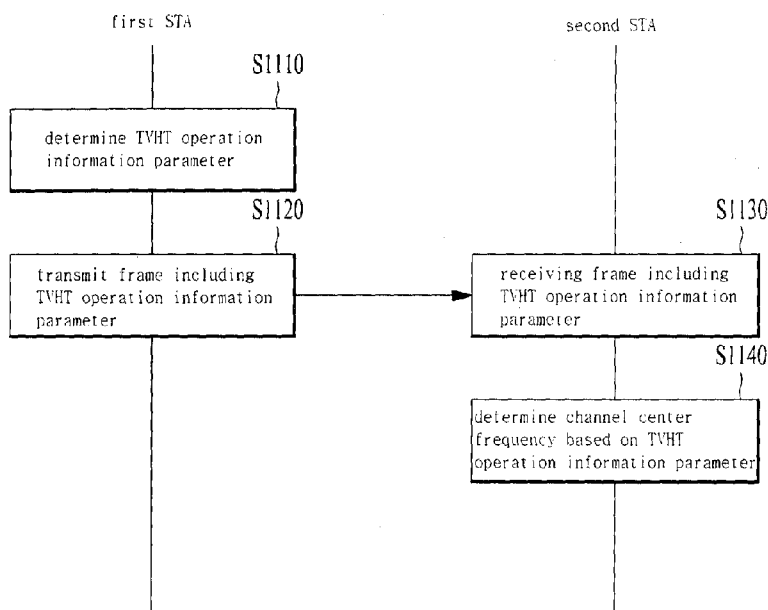 first STA
second STA
S1110
determine TVHT operation
information parameter
S1120
transmit frame including
TVHT operation information
parameter
S1130
receiving frame including
TVHT operation information
parameter
S1140
determine channel center
frequency based on TVHT
operation information parameter